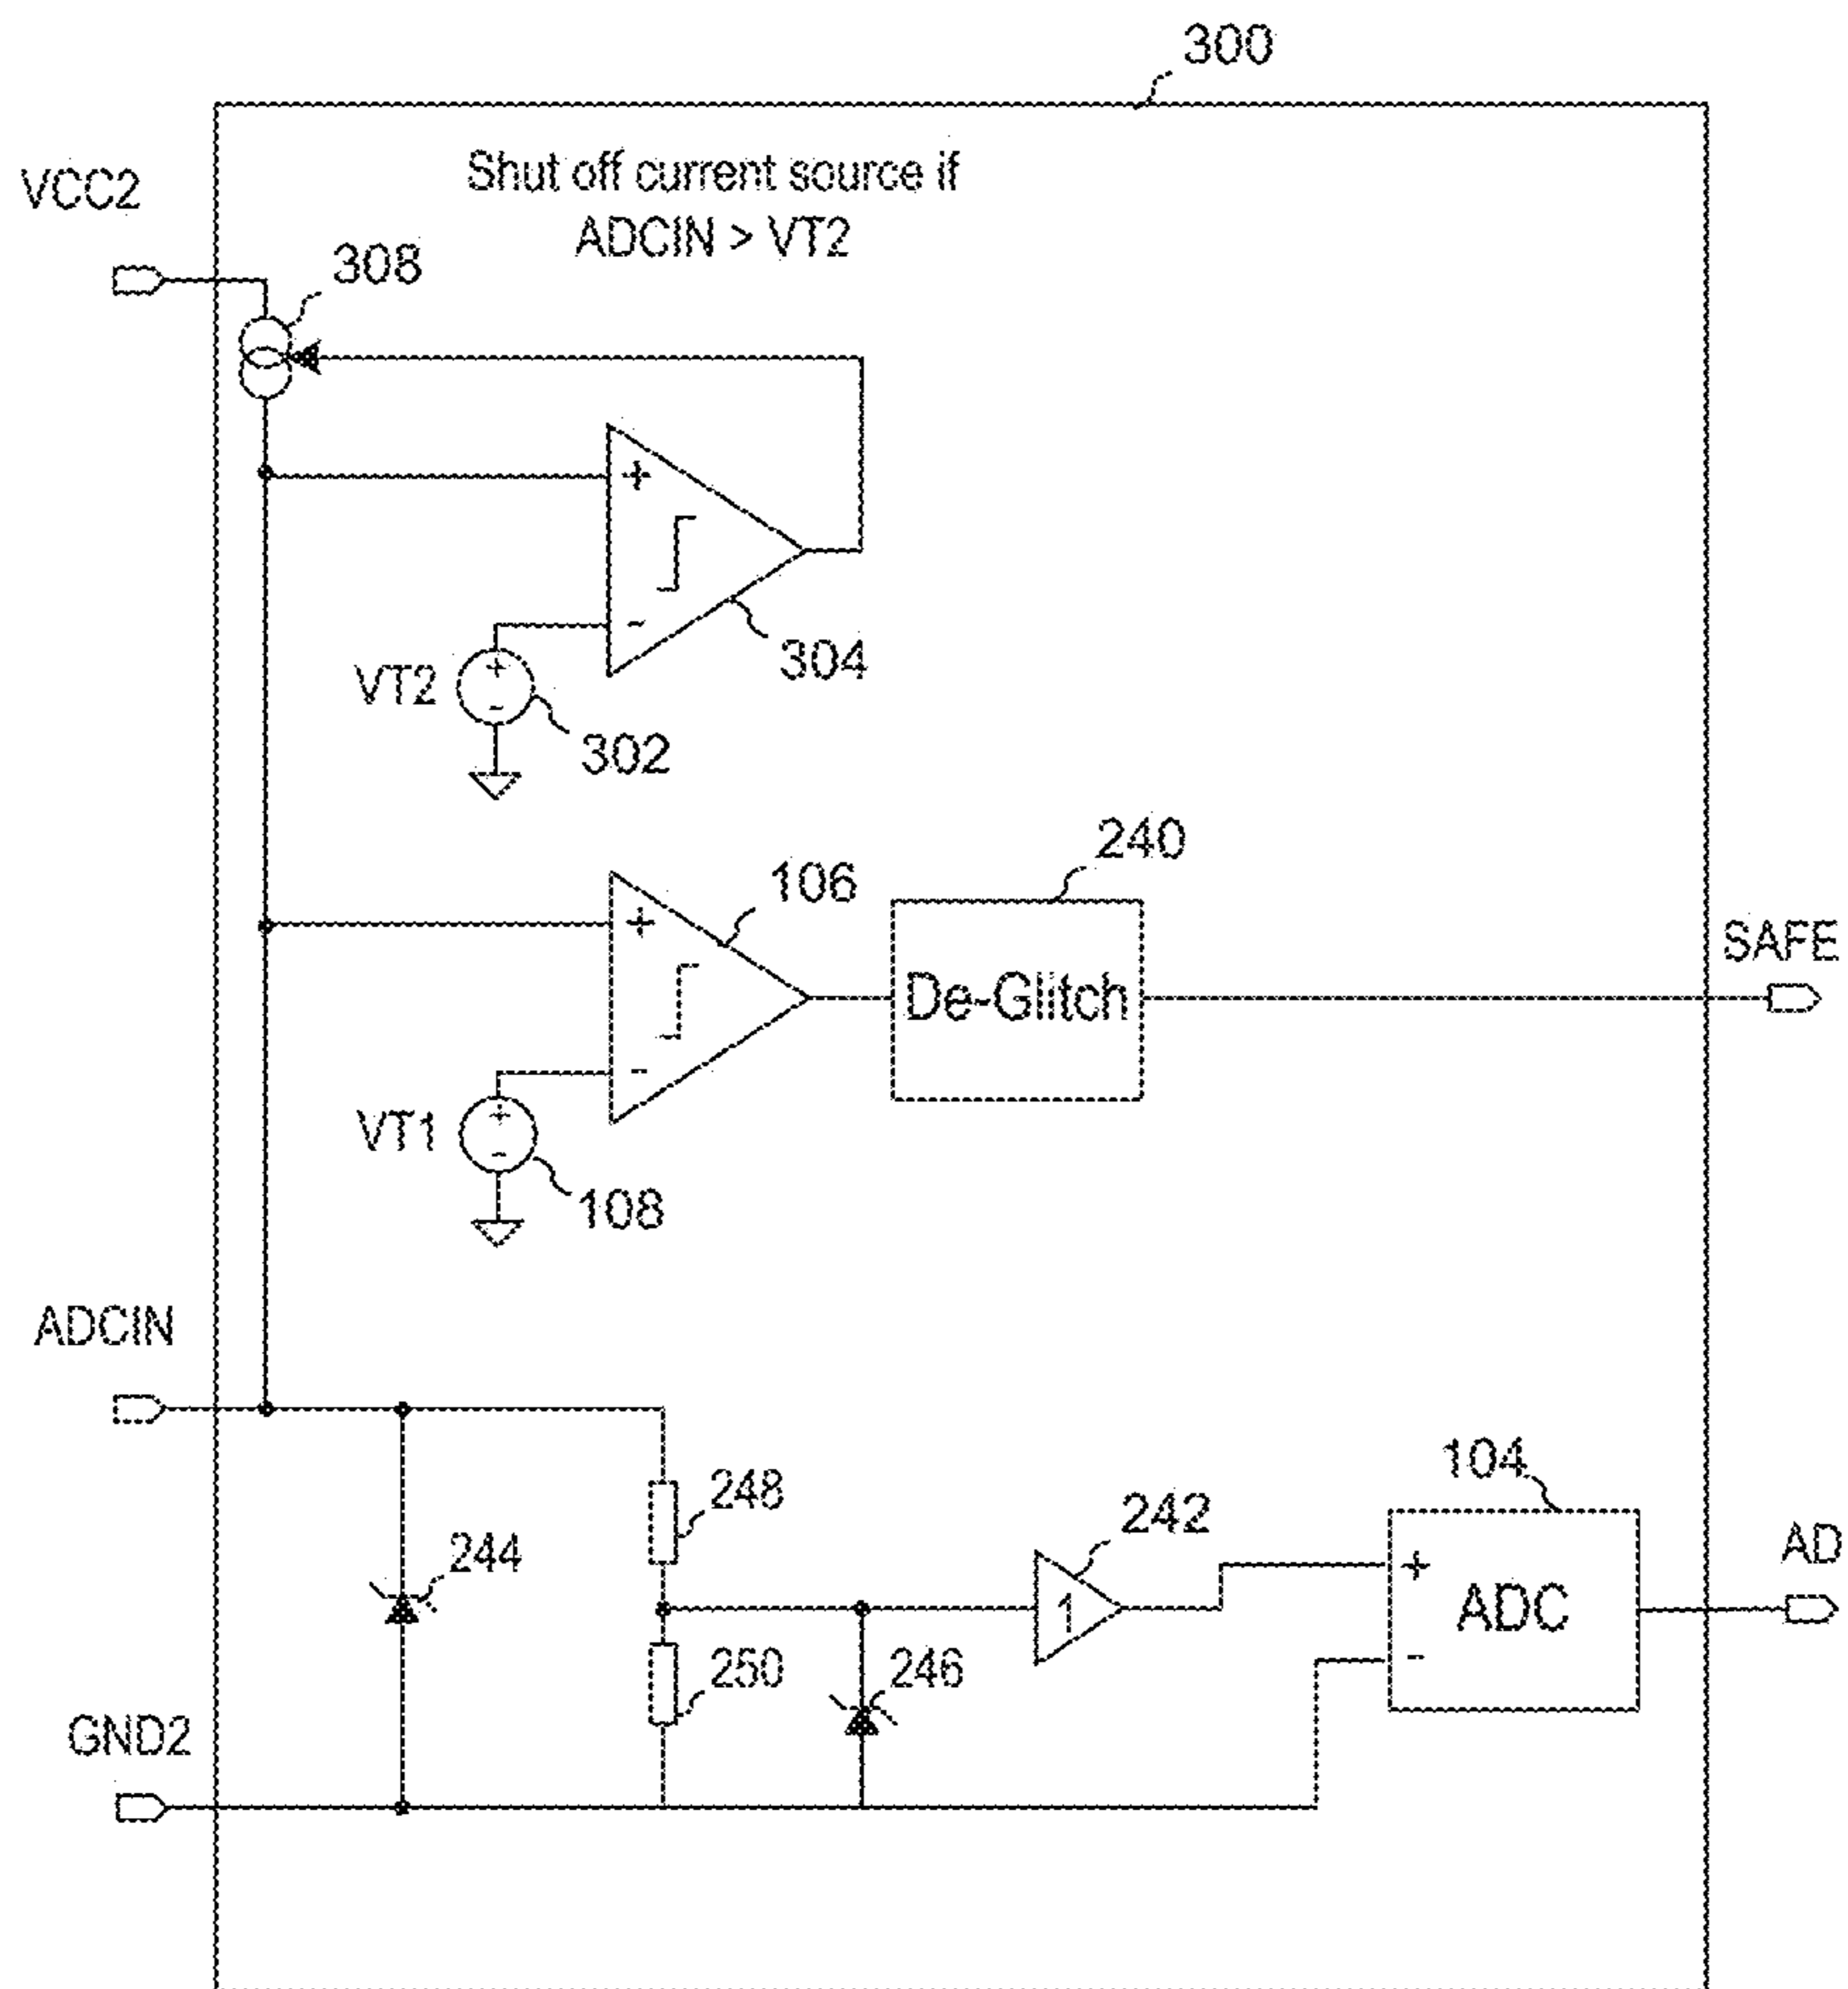 300
VCC2
Shut off current source if
ADCIN > VT2
308
+
-
304
VT2
+
-
302
240
106
+
De-Glitch
SAFE
-
VT1
+
-
108
ADCIN
248
242
104
244
1
+
ADC
-
AD
250
246
GND2